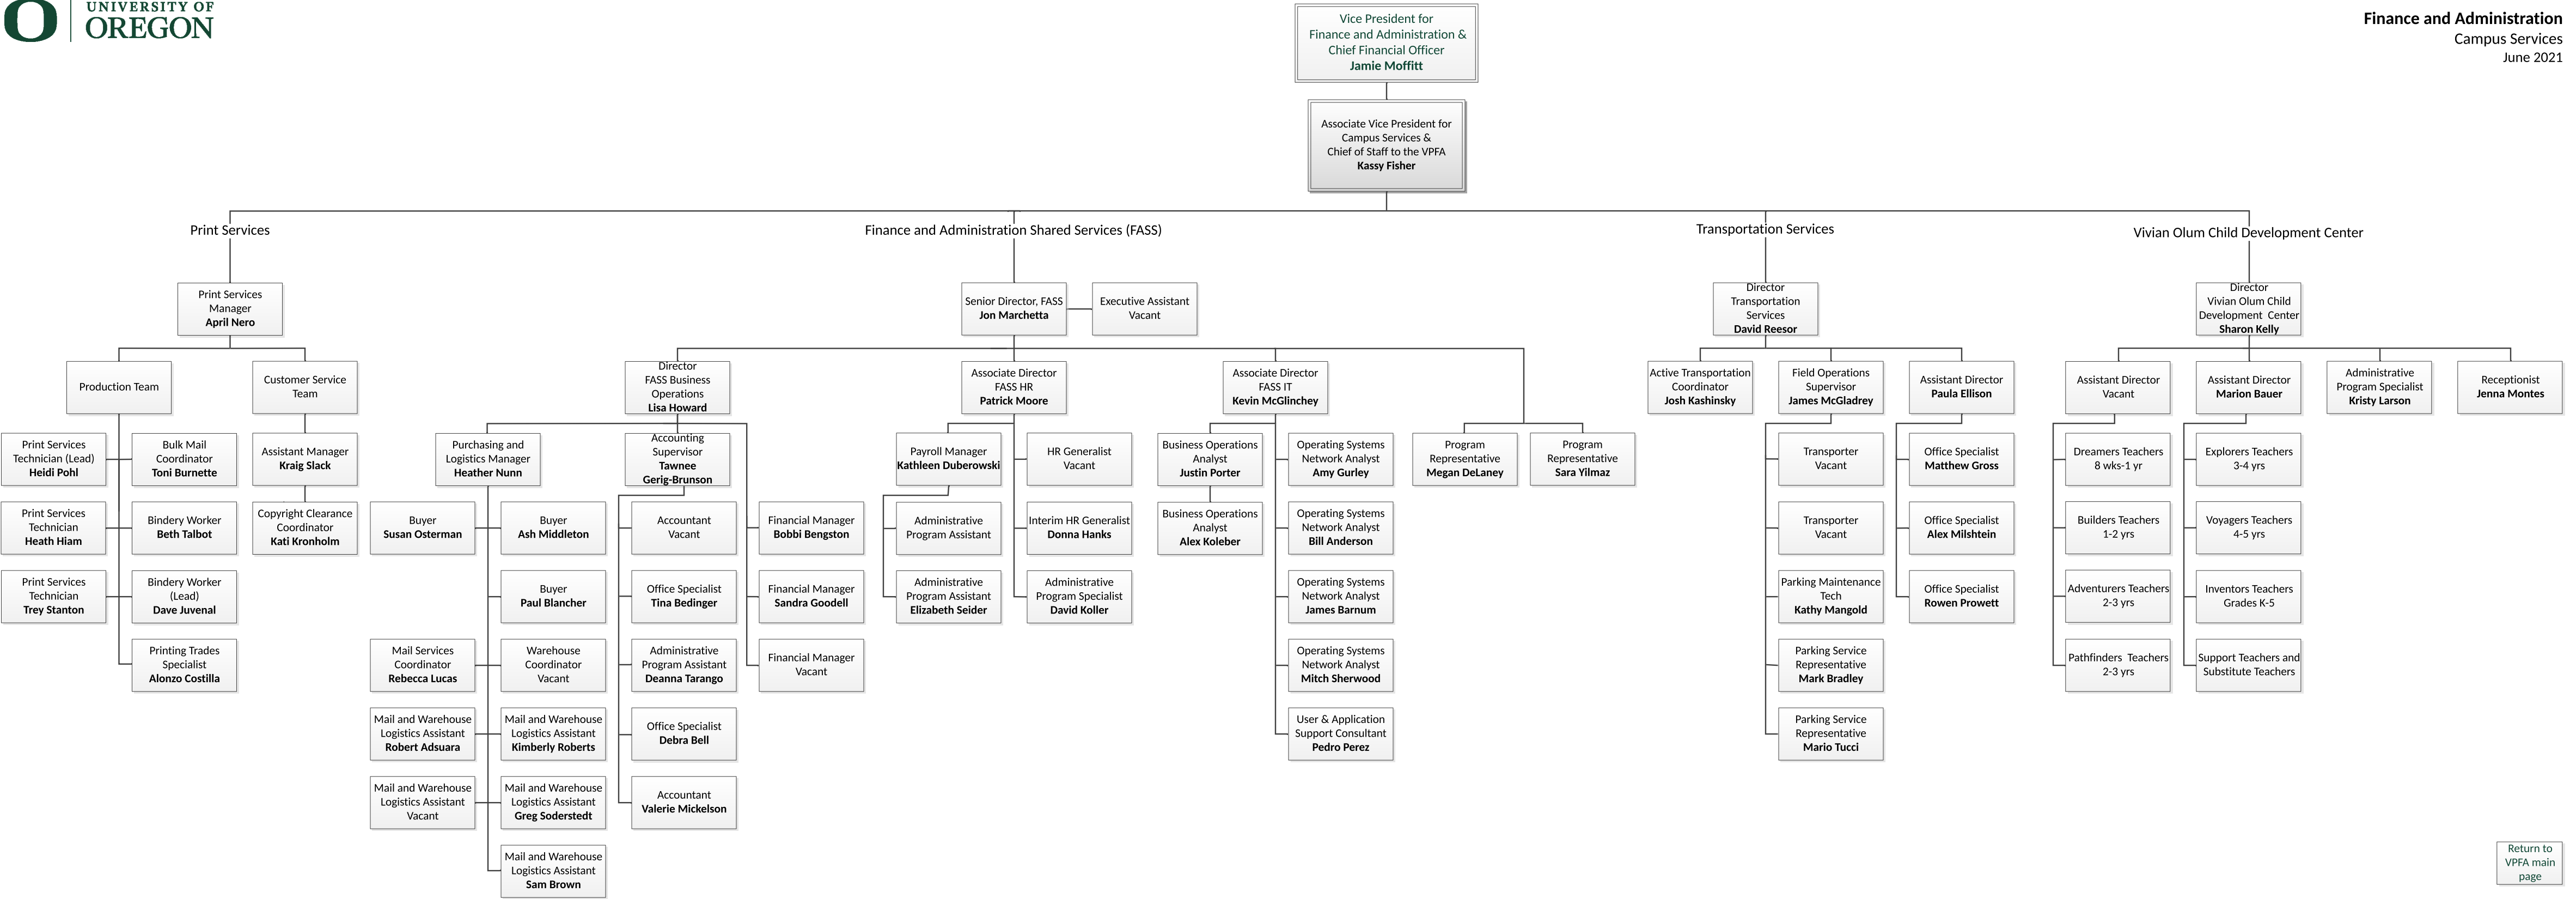 UNIVERSITY OF
OREGON
Finance and Administration
Campus Services
June 2021
Vice President for
Finance and Administration &
Chief Financial Officer
Jamie Moffitt
Associate Vice President for
Campus Services &
Chief of Staff to the VPFA
Kassy Fisher
Print Services
Finance and Administration Shared Services (FASS)
Transportation Services
Vivian Olum Child Development Center
Print Services
Manager
April Nero
Senior Director, FASS
Jon Marchetta
Executive Assistant
Vacant
Director
Transportation
Services
David Reesor
Director
Vivian Olum Child
Development Center
Sharon Kelly
Production Team
Customer Service
Team
Director
FASS Business
Operations
Lisa Howard
Associate Director
FASS HR
Patrick Moore
Associate Director
FASS IT
Kevin McGlinchey
Active Transportation
Coordinator
Josh Kashinsky
Field Operations
Supervisor
James McGladrey
Assistant Director
Paula Ellison
Assistant Director
Vacant
Assistant Director
Marion Bauer
Administrative
Program Specialist
Kristy Larson
Receptionist
Jenna Montes
Print Services
Technician (Lead)
Heidi Pohl
Bulk Mail
Coordinator
Toni Burnette
Assistant Manager
Kraig Slack
Purchasing and
Logistics Manager
Heather Nunn
Accounting
Supervisor
Tawnee
Gerig-Brunson
Payroll Manager
Kathleen Duberowski
HR Generalist
Vacant
Business Operations
Analyst
Justin Porter
Operating Systems
Network Analyst
Amy Gurley
Program
Representative
Megan DeLaney
Program
Representative
Sara Yilmaz
Transporter
Vacant
Office Specialist
Matthew Gross
Dreamers Teachers
8 wks-1 yr
Explorers Teachers
3-4 yrs
Print Services
Technician
Heath Hiam
Bindery Worker
Beth Talbot
Copyright Clearance
Coordinator
Kati Kronholm
Buyer
Susan Osterman
Buyer
Ash Middleton
Accountant
Vacant
Financial Manager
Bobbi Bengston
Administrative
Program Assistant
Interim HR Generalist
Donna Hanks
Business Operations
Analyst
Alex Koleber
Operating Systems
Network Analyst
Bill Anderson
Transporter
Vacant
Office Specialist
Alex Milshtein
Builders Teachers
1-2 yrs
Voyagers Teachers
4-5 yrs
Print Services
Technician
Trey Stanton
Bindery Worker
(Lead)
Dave Juvenal
Buyer
Paul Blancher
Office Specialist
Tina Bedinger
Financial Manager
Sandra Goodell
Administrative
Program Assistant
Elizabeth Seider
Administrative
Program Specialist
David Koller
Operating Systems
Network Analyst
James Barnum
Parking Maintenance
Tech
Kathy Mangold
Office Specialist
Rowen Prowett
Adventurers Teachers
2-3 yrs
Inventors Teachers
Grades K-5
Printing Trades
Specialist
Alonzo Costilla
Mail Services
Coordinator
Rebecca Lucas
Warehouse
Coordinator
Vacant
Administrative
Program Assistant
Deanna Tarango
Financial Manager
Vacant
Operating Systems
Network Analyst
Mitch Sherwood
Parking Service
Representative
Mark Bradley
Pathfinders Teachers
2-3 yrs
Support Teachers and
Substitute Teachers
Mail and Warehouse
Logistics Assistant
Robert Adsuara
Mail and Warehouse
Logistics Assistant
Kimberly Roberts
Office Specialist
Debra Bell
User & Application
Support Consultant
Pedro Perez
Parking Service
Representative
Mario Tucci
Mail and Warehouse
Logistics Assistant
Vacant
Mail and Warehouse
Logistics Assistant
Greg Soderstedt
Accountant
Valerie Mickelson
Mail and Warehouse
Logistics Assistant
Sam Brown
Return to
VPFA main
page